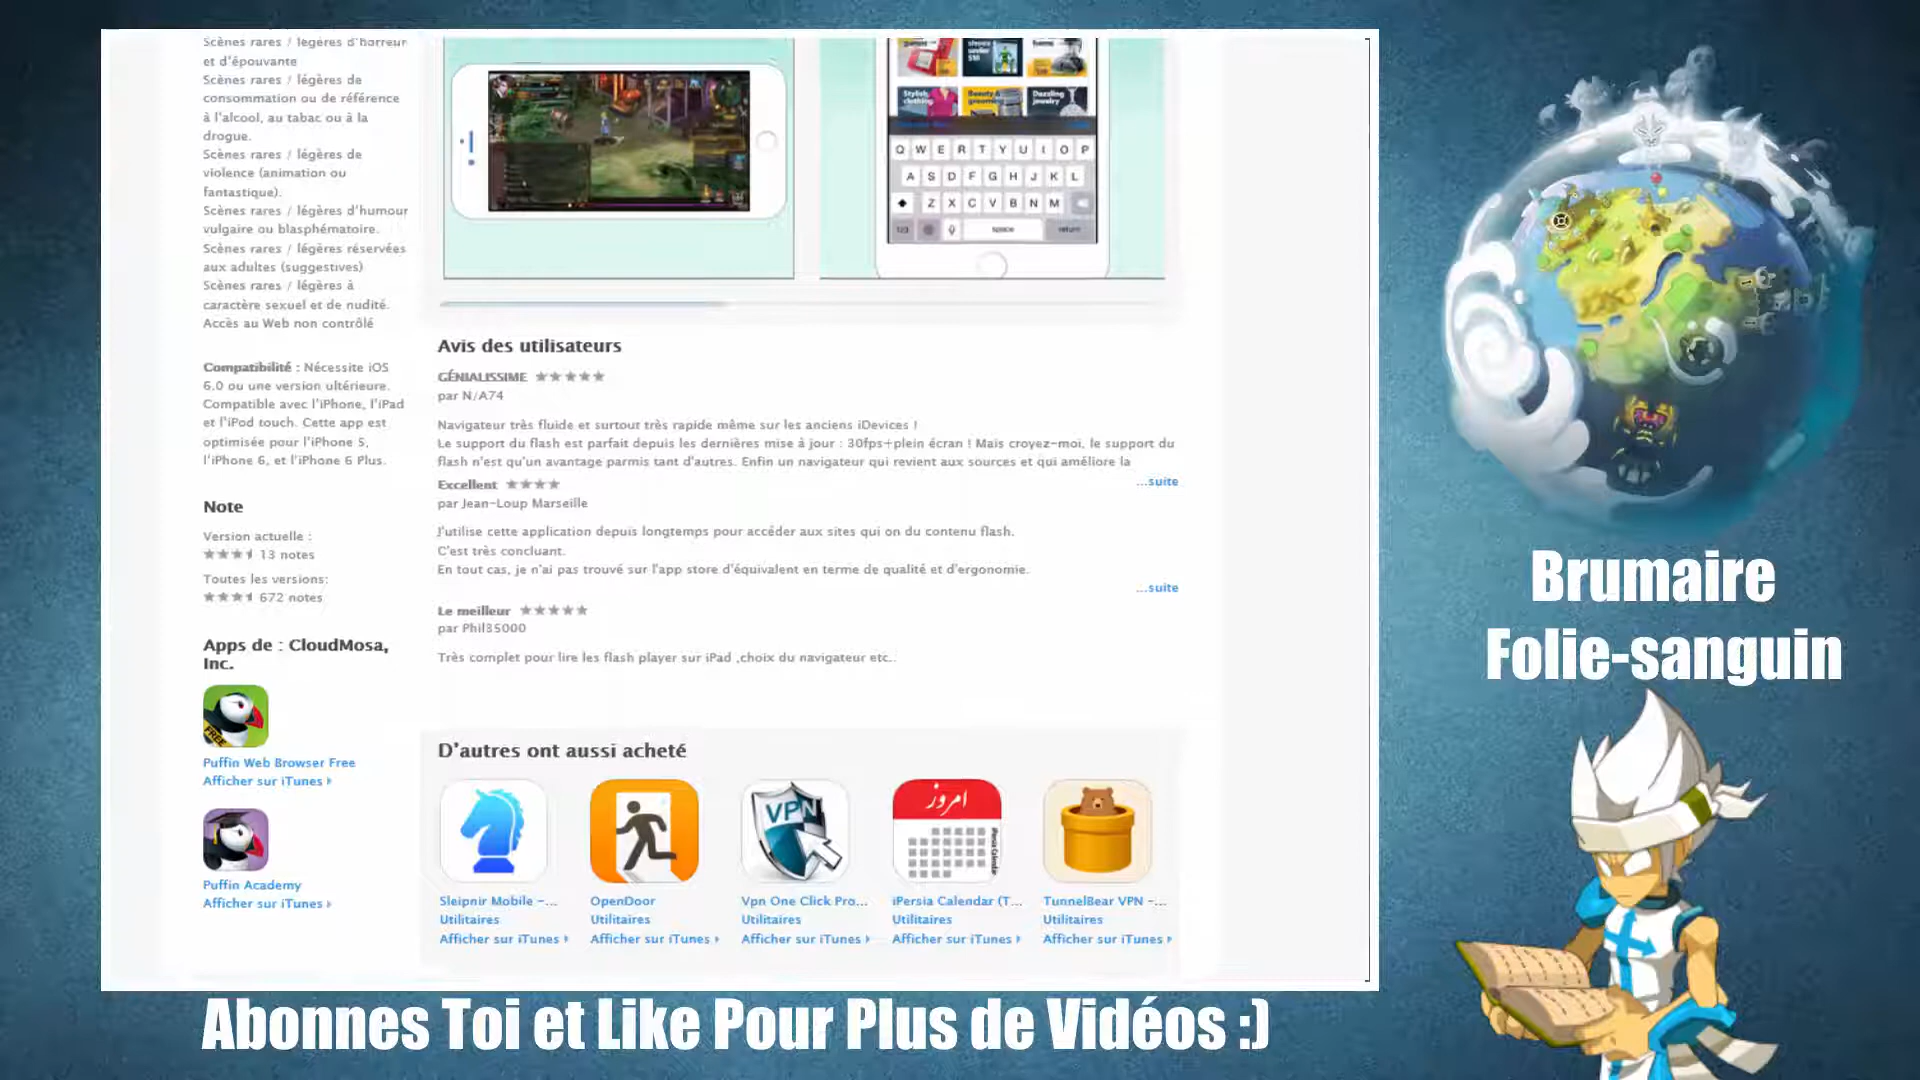 Scènes rares / légères d'horreur
et d'épouvante
Scènes rares / légères de
consommation ou de référence
à l'alcool, au tabac ou à la
drogue.
Scènes rares / légères de
violence (animation ou
fantastique).
Scènes rares / légères d'humour
vulgaire ou blasphématoire.
Scènes rares / légères réservées
aux adultes (suggestives)
Scènes rares / légères à
caractère sexuel et de nudité.
Accès au Web non contrôlé
Compatibilité : Nécessite iOS
6.0 ou une version ultérieure.
Compatible avec l'iPhone, l'iPad
et l'iPod touch. Cette app est
optimisée pour l'iPhone 5,
l'iPhone 6, et l'iPhone 6 Plus.
Note
Version actuelle :
13 notes
Toutes les versions:
672 notes
Apps de : CloudMosa,
Inc.
FREE
Puffin Web Browser Free
Afficher sur iTunes
Puffin Academy
Afficher sur iTunes
Stylish
clothing
Beauty &
grooming
Dazzling
jewelry
Q W E R T Y U I O P
A S D F G H J K L
Z X C V B N M
123 space return
Avis des utilisateurs
GÉNIALISSIME ★★★★★
par N/A74
Navigateur très fluide et surtout très rapide même sur les anciens iDevices !
Le support du flash est parfait depuis les dernières mise à jour : 30fps+plein écran ! Mais croyez-moi, le support du
flash n'est qu'un avantage parmis tant d'autres. Enfin un navigateur qui revient aux sources et qui améliore la
...suite
Excellent ★★★★
par Jean-Loup Marseille
J'utilise cette application depuis longtemps pour accéder aux sites qui on du contenu flash.
C'est très concluant.
En tout cas, je n'ai pas trouvé sur l'app store d'équivalent en terme de qualité et d'ergonomie.
...suite
Le meilleur ★★★★★
par Phil35000
Très complet pour lire les flash player sur iPad ,choix du navigateur etc..
D'autres ont aussi acheté
VPN
امروز
Persia Calendar
Sleipnir Mobile -...
Utilitaires
Afficher sur iTunes
OpenDoor
Utilitaires
Afficher sur iTunes
Vpn One Click Pro...
Utilitaires
Afficher sur iTunes
iPersia Calendar (T...
Utilitaires
Afficher sur iTunes
TunnelBear VPN -...
Utilitaires
Afficher sur iTunes
Brumaire
Folie-sanguin
Abonnes Toi et Like Pour Plus de Vidéos :)